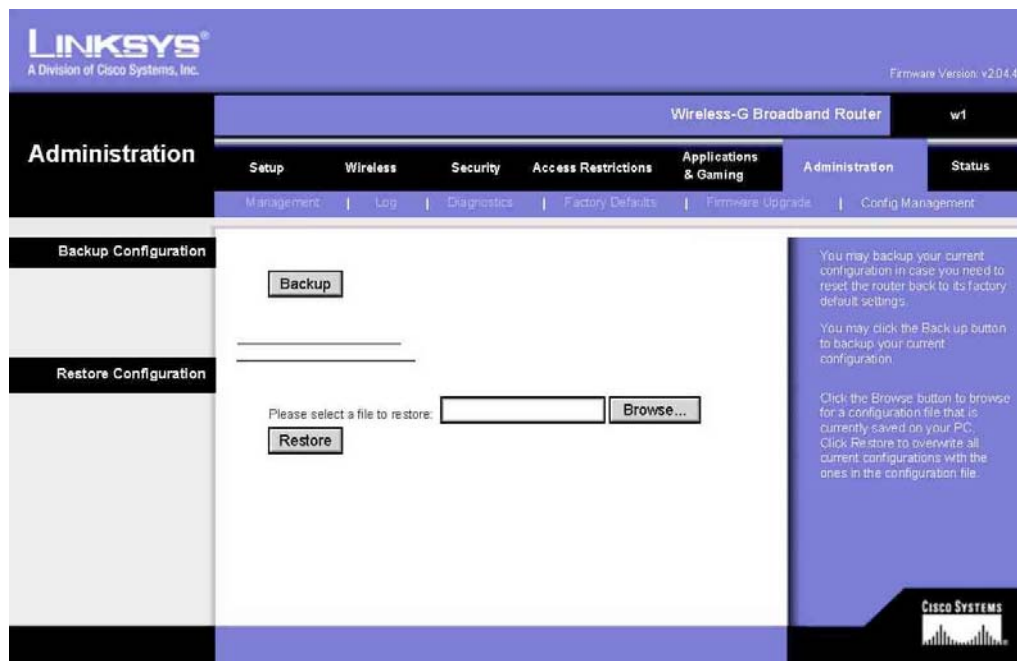 LINKSYS®
A Division of Cisco Systems, Inc.
Firmware Version: v2.04.4
Wireless-G Broadband Router
w1
Administration
Setup
Wireless
Security
Access Restrictions
Applications
& Gaming
Administration
Status
Management | Log | Diagnostics | Factory Defaults | Firmware Upgrade | Config Management
Backup Configuration
Backup
Restore Configuration
Please select a file to restore:
Browse...
Restore
You may backup your current
configuration in case you need to
reset the router back to its factory
default settings.
You may click the Back up button
to backup your current
configuration.
Click the Browse button to browse
for a configuration file that is
currently saved on your PC.
Click Restore to overwrite all
current configurations with the
ones in the configuration file.
CISCO SYSTEMS